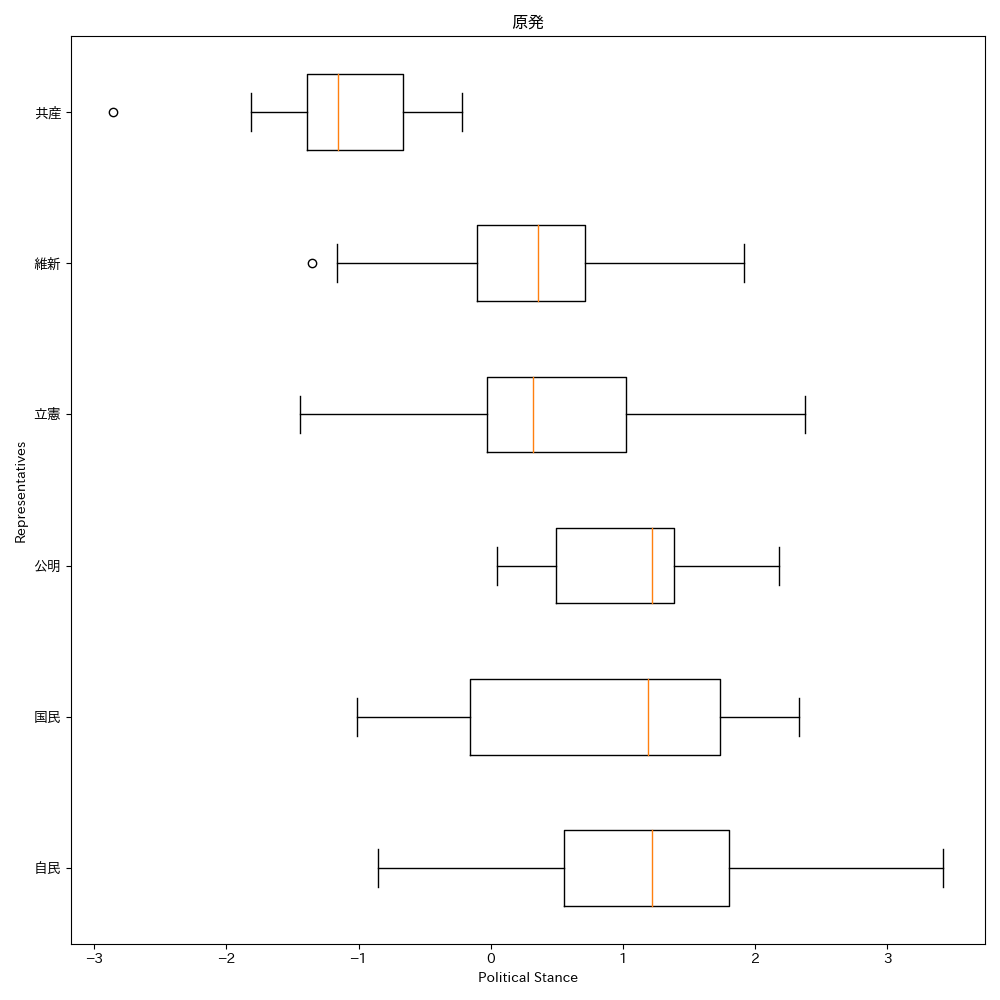 原発
共産
維新
立憲
公明
国民
自民
Representatives
−3 −2 −1 0 1 2 3
Political Stance